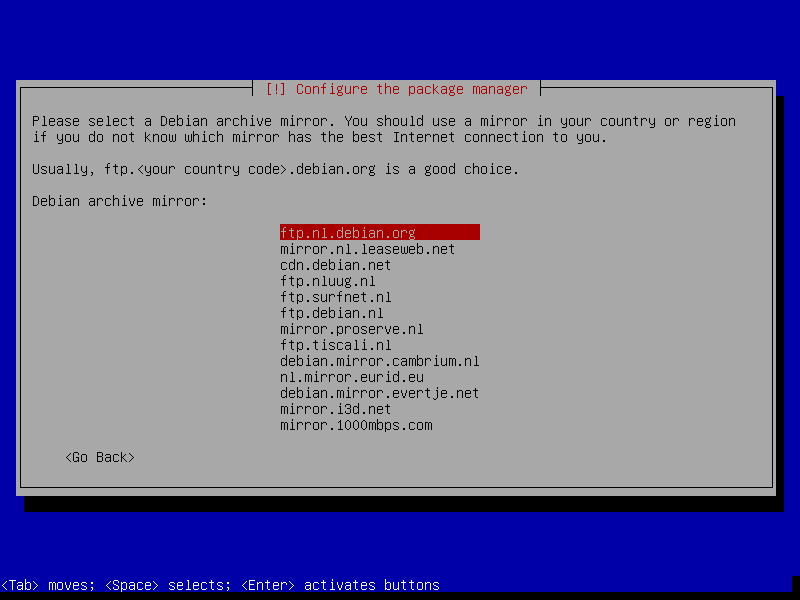 [!] Configure the package manager
Please select a Debian archive mirror. You should use a mirror in your country or region
if you do not know which mirror has the best Internet connection to you.
Usually, ftp.<your country code>.debian.org is a good choice.
Debian archive mirror:
ftp.nl.debian.org
mirror.nl.leaseweb.net
cdn.debian.net
ftp.nluug.nl
ftp.surfnet.nl
ftp.debian.nl
mirror.proserve.nl
ftp.tiscali.nl
debian.mirror.cambrium.nl
nl.mirror.eurid.eu
debian.mirror.evertje.net
mirror.i3d.net
mirror.1000mbps.com
<Go Back>
<Tab> moves; <Space> selects; <Enter> activates buttons